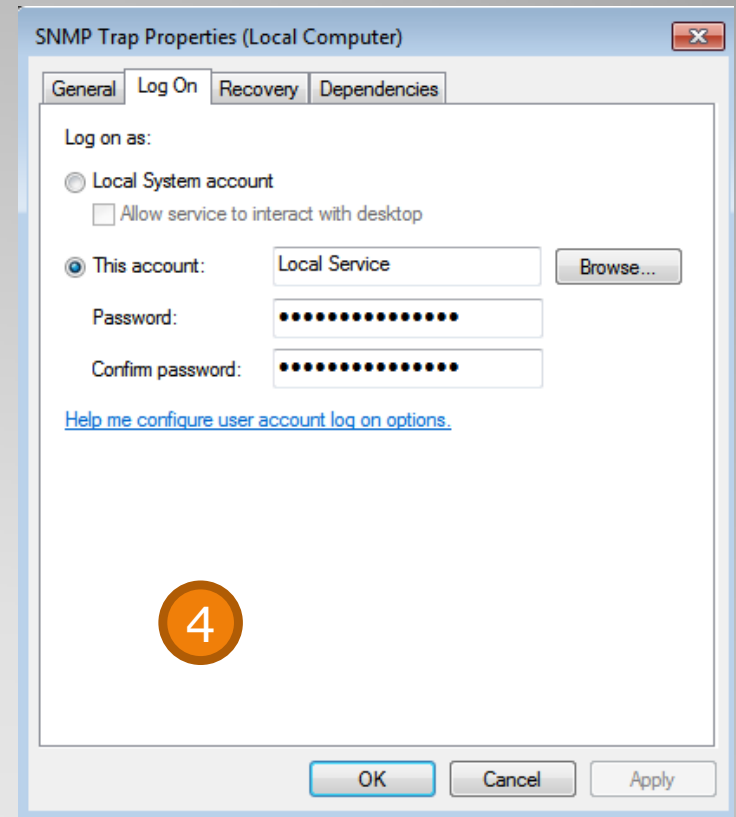 SNMP Trap Properties (Local Computer)
General Log On Recovery Dependencies
Log on as:
Local System account
Allow service to interact with desktop
This account: Local Service Browse...
Password: •••••••••••••••
Confirm password: •••••••••••••••
Help me configure user account log on options.
4
OK Cancel Apply